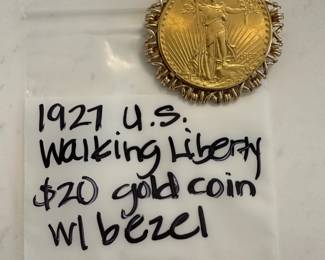 1927 U.S.
Walking Liberty
$20 gold coin
w/ bezel